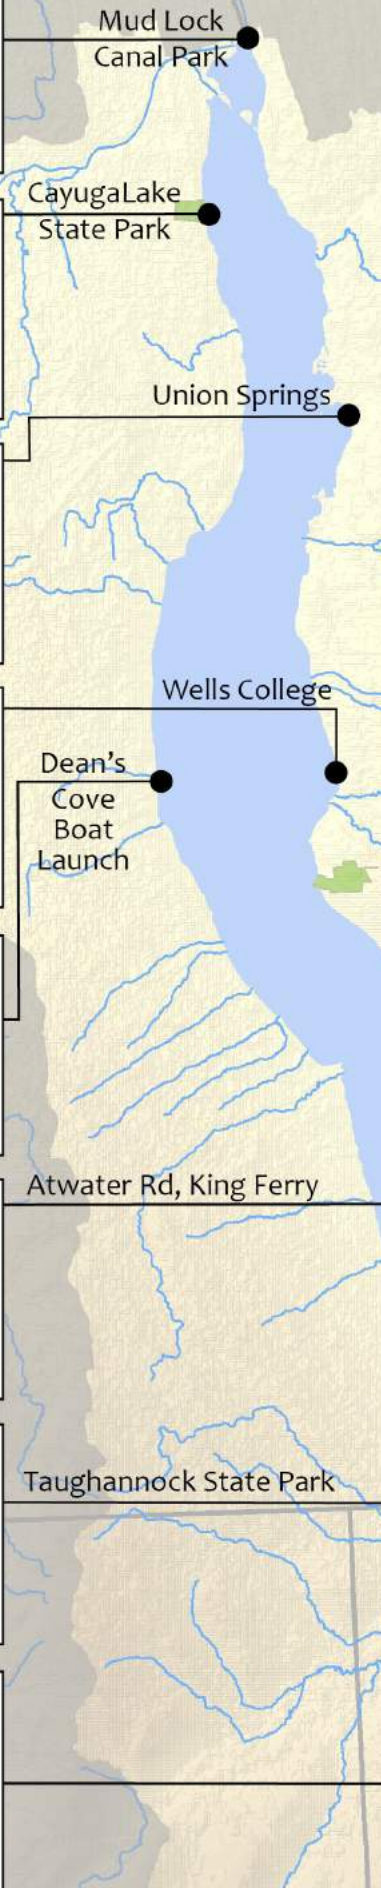 Mud Lock
Canal Park
CayugaLake
State Park
Union Springs
Wells College
Dean's
Cove
Boat
Launch
Atwater Rd, King Ferry
Taughannock State Park